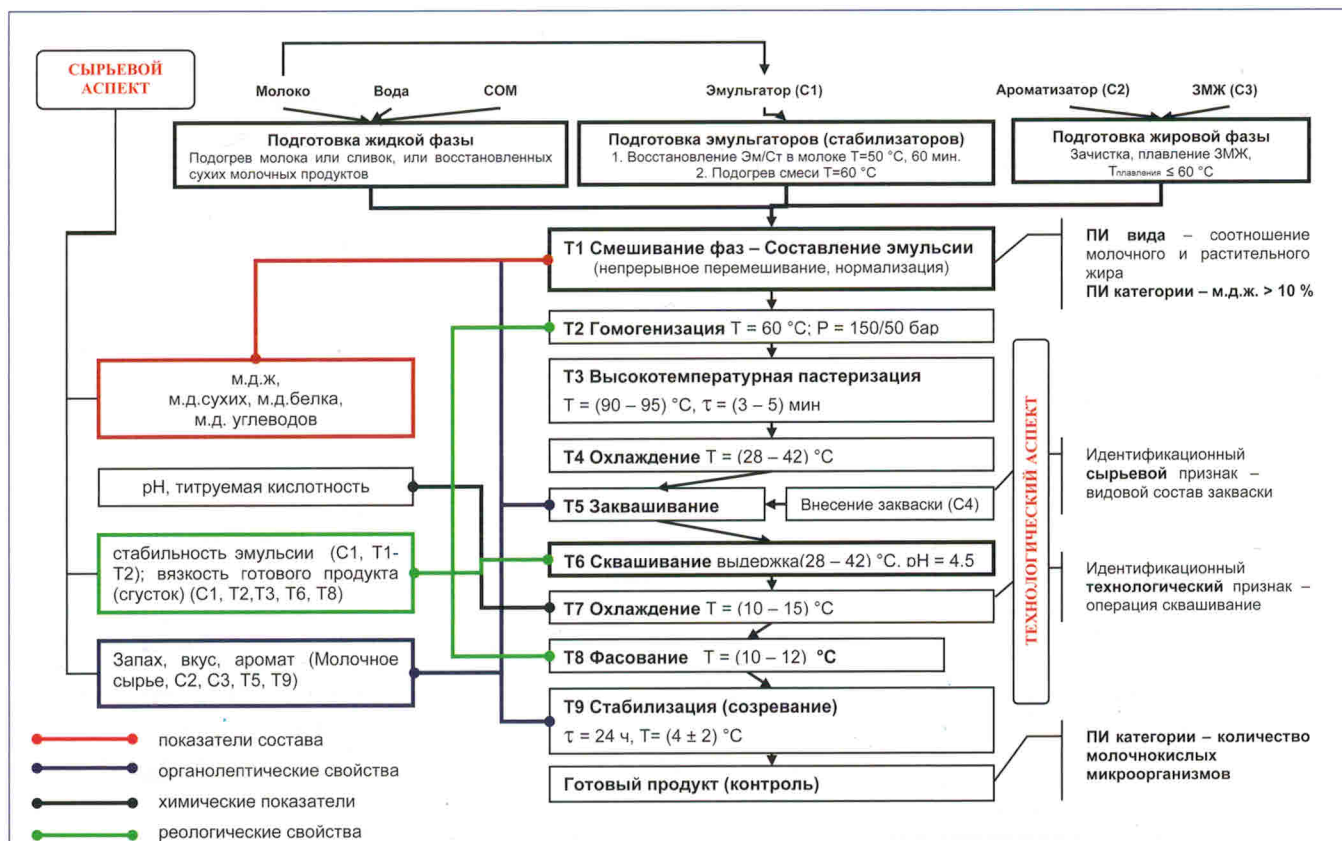 СЫРЬЕВОЙ
АСПЕКТ
Молоко
Вода
СОМ
Эмульгатор (С1)
Ароматизатор (С2)
ЗМЖ (С3)
Подготовка жидкой фазы
Подогрев молока или сливок, или восстановленных
сухих молочных продуктов
Подготовка эмульгаторов (стабилизаторов)
1. Восстановление Эм/Ст в молоке Т=50 °С, 60 мин.
2. Подогрев смеси Т=60 °С
Подготовка жировой фазы
Зачистка, плавление ЗМЖ,
Тплавления ≤ 60 °С
Т1 Смешивание фаз – Составление эмульсии
(непрерывное перемешивание, нормализация)
ПИ вида – соотношение
молочного и растительного
жира
ПИ категории – м.д.ж. > 10 %
Т2 Гомогенизация Т = 60 °С; Р = 150/50 бар
Т3 Высокотемпературная пастеризация
Т = (90 – 95) °С, τ = (3 – 5) мин
м.д.ж,
м.д.сухих, м.д.белка,
м.д. углеводов
Т4 Охлаждение Т = (28 – 42) °С
Идентификационный
сырьевой признак –
видовой состав закваски
рН, титруемая кислотность
Т5 Заквашивание
Внесение закваски (С4)
стабильность эмульсии (С1, Т1-
Т2); вязкость готового продукта
(сгусток) (С1, Т2,Т3, Т6, Т8)
Т6 Сквашивание выдержка(28 – 42) °С, рН = 4.5
Идентификационный
технологический признак –
операция сквашивание
Т7 Охлаждение Т = (10 – 15) °С
ТЕХНОЛОГИЧЕСКИЙ АСПЕКТ
Т8 Фасование Т = (10 – 12) °С
Запах, вкус, аромат (Молочное
сырье, С2, С3, Т5, Т9)
Т9 Стабилизация (созревание)
τ = 24 ч, Т= (4 ± 2) °С
ПИ категории – количество
молочнокислых
микроорганизмов
Готовый продукт (контроль)
показатели состава
органолептические свойства
химические показатели
реологические свойства